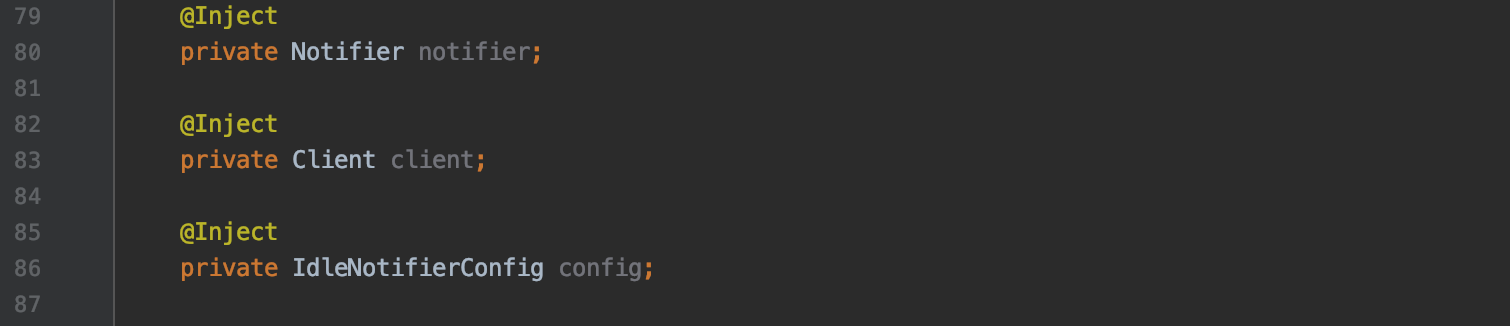 79 @Inject
80 private Notifier notifier;
81
82 @Inject
83 private Client client;
84
85 @Inject
86 private IdleNotifierConfig config;
87